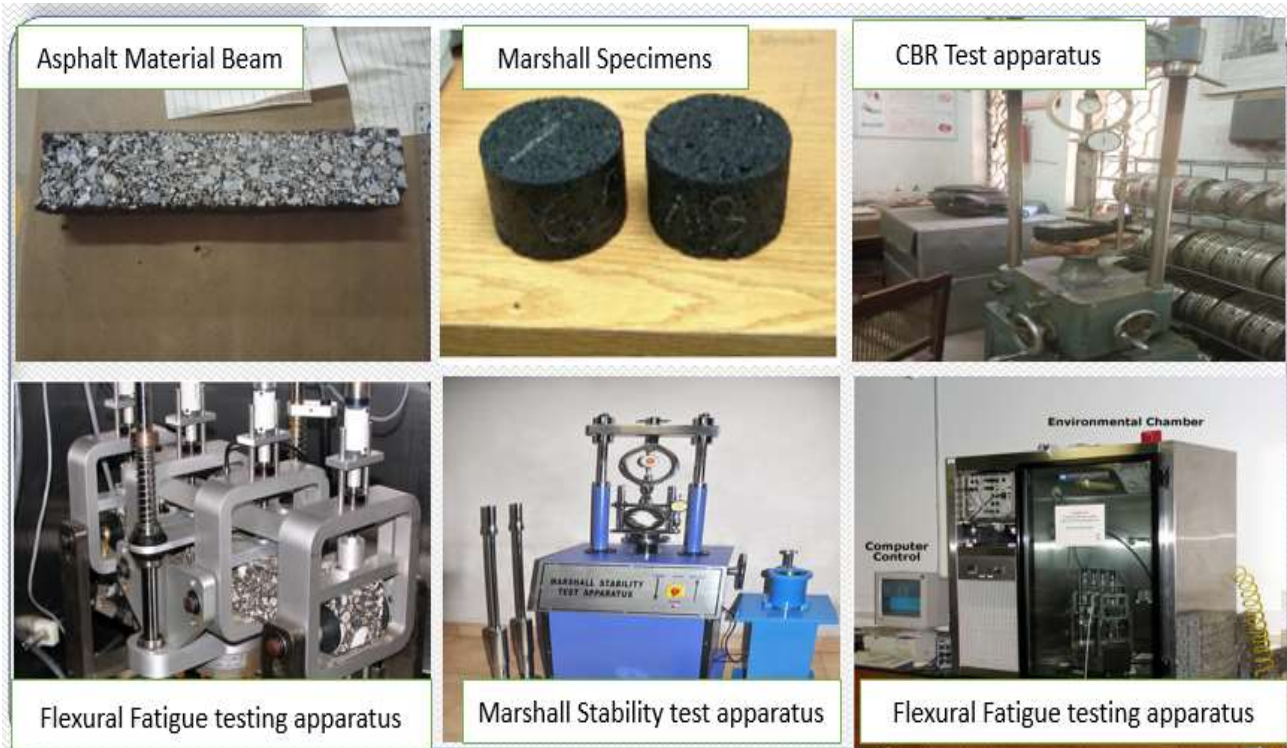 Asphalt Material Beam
Marshall Specimens
CBR Test apparatus
Flexural Fatigue testing apparatus
MARSHALL STABILITY
TEST APPARATUS
Marshall Stability test apparatus
Environmental Chamber
Computer
Control
Flexural Fatigue testing apparatus